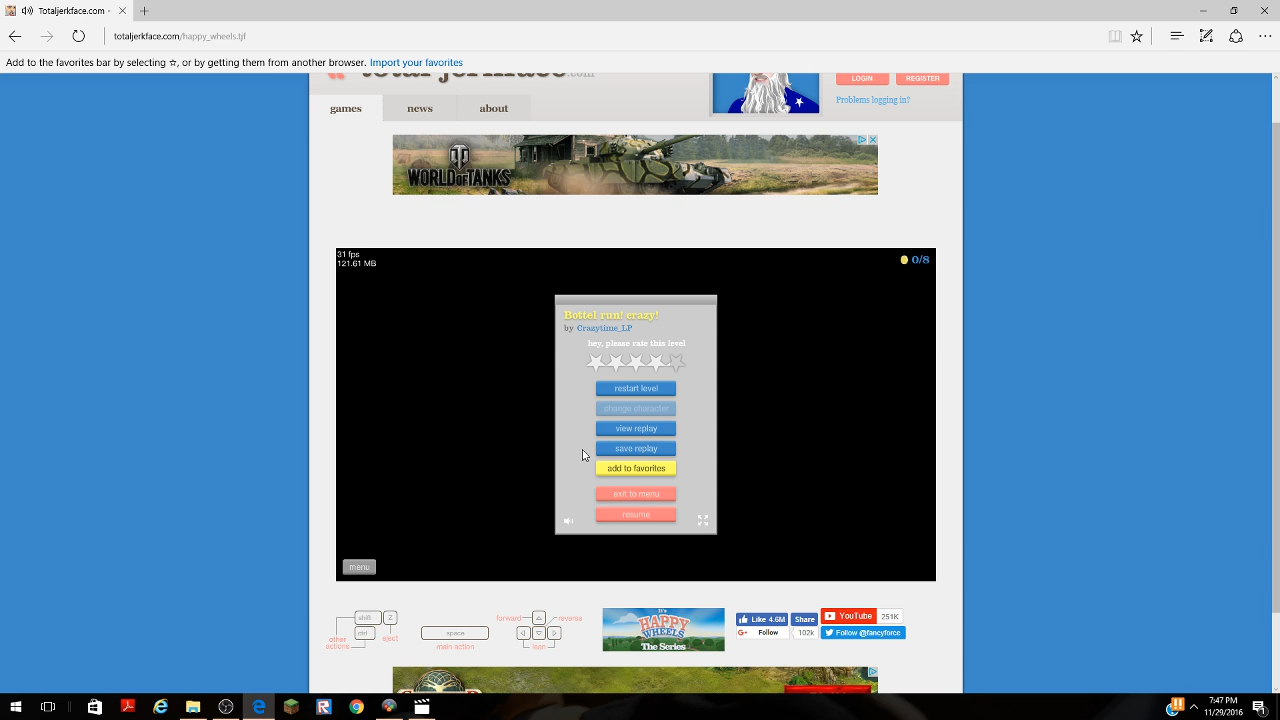 Totaljerkface.com -
totaljerkface.com/happy_wheels.tjf
Add to the favorites bar by selecting ☆, or by getting them from another browser. Import your favorites
totaljerkface.com
LOGIN
REGISTER
Problems logging in?
games
news
about
WORLD OF TANKS
31 fps
121.61 MB
0/8
Bottel run! crazy!
by Crazytime_LP
hey, please rate this level
restart level
change character
view replay
save replay
add to favorites
exit to menu
resume
menu
shift
Z
ctrl
eject
other
actions
space
main action
forward
reverse
lean
It's
HAPPY
WHEELS
The Series
Like 4.6M
Share
YouTube
251K
Follow
102k
Follow @fancyforce
7:47 PM
11/29/2016